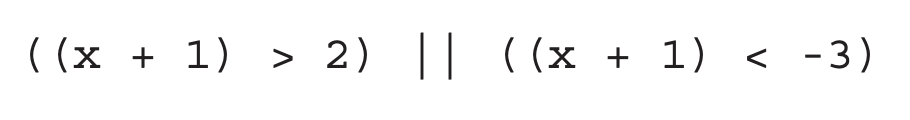 ((x + 1) > 2) || ((x + 1) < -3)